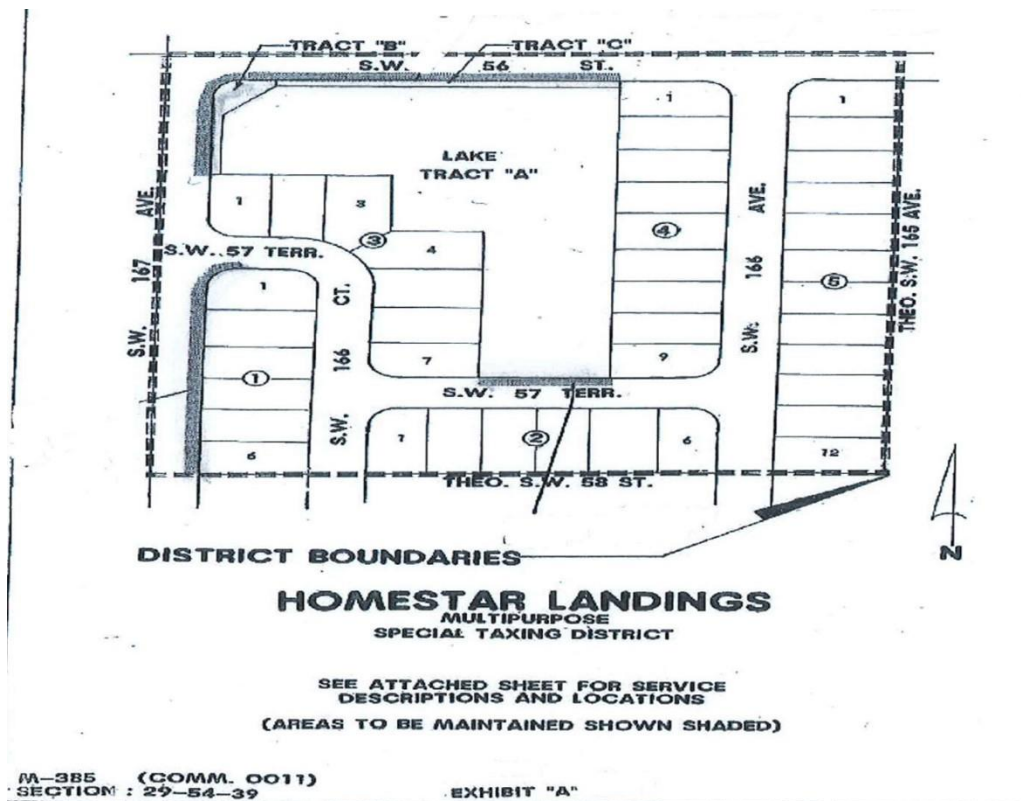 TRACT "B"
TRACT "C"
S.W. 56 ST.
LAKE
TRACT "A"
1
1
1
3
3
4
4
S.W. 57 TERR.
1
7
9
S.W. 167 AVE.
S.W. 166 CT.
S.W. 166 AVE.
THEO. S.W. 165 AVE.
5
1
6
S.W. 57 TERR.
1
2
6
12
THEO. S.W. 58 ST.
DISTRICT BOUNDARIES
N
HOMESTAR LANDINGS
MULTIPURPOSE
SPECIAL TAXING DISTRICT
SEE ATTACHED SHEET FOR SERVICE
DESCRIPTIONS AND LOCATIONS
(AREAS TO BE MAINTAINED SHOWN SHADED)
M-385 (COMM. 0011)
SECTION : 29-54-39
EXHIBIT "A"